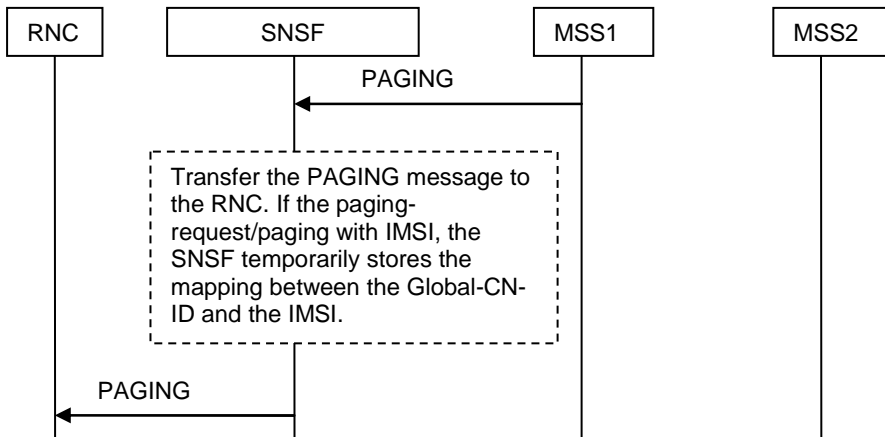 RNC
SNSF
MSS1
MSS2
PAGING
Transfer the PAGING message to
the RNC. If the paging-
request/paging with IMSI, the
SNSF temporarily stores the
mapping between the Global-CN-
ID and the IMSI.
PAGING